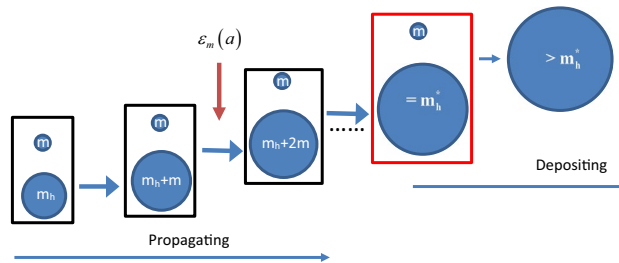 ε_m(a)
m
m
m
m
m_h
m_h+m
m_h+2m
......
= m_h^*
> m_h^*
Propagating
Depositing